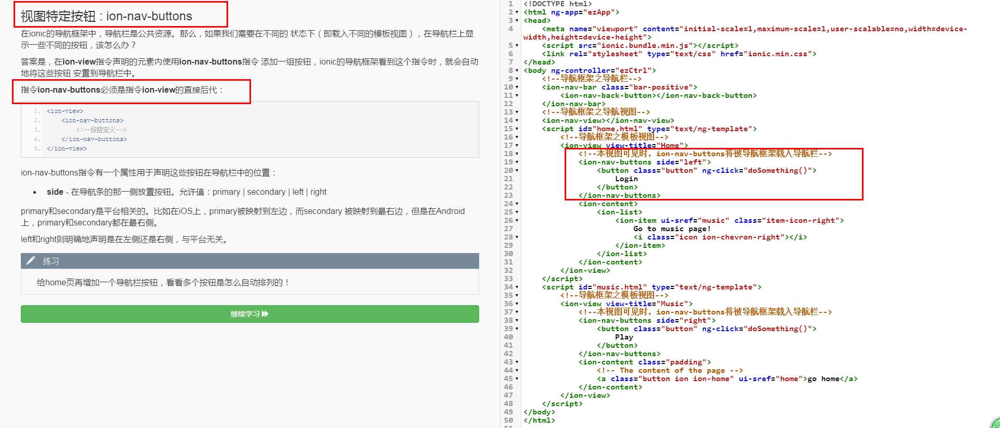 视图特定按钮 : ion-nav-buttons
在ionic的导航框架中，导航栏是公共资源。那么，如果我们需要在不同的 状态下（即载入不同的模板视图），在导航栏上显
示一些不同的按钮，该怎么办？
答案是，在ion-view指令声明的元素内使用ion-nav-buttons指令 添加一组按钮，ionic的导航框架看到这个指令时，就会自动
地将这些按钮 安置到导航栏中。
指令ion-nav-buttons必须是指令ion-view的直接后代：
1. <ion-view>
2. <ion-nav-buttons>
3. <!--按钮定义-->
4. </ion-nav-buttons>
5. </ion-view>
ion-nav-buttons指令有一个属性用于声明这些按钮在导航栏中的位置：
• side - 在导航条的那一侧放置按钮。允许值：primary | secondary | left | right
primary和secondary是平台相关的。比如在iOS上，primary被映射到左边，而secondary 被映射到最右边，但是在Android
上，primary和secondary都在最右侧。
left和right则明确地声明是在左侧还是右侧，与平台无关。
练习
给home页再增加一个导航栏按钮，看看多个按钮是怎么自动排列的！
继续学习
1 <!DOCTYPE html>
2 <html ng-app="ezApp">
3 <head>
4 <meta name="viewport" content="initial-scale=1,maximum-scale=1,user-scalable=no,width=device-
width,height=device-height">
5 <script src="ionic.bundle.min.js"></script>
6 <link rel="stylesheet" type="text/css" href="ionic.min.css">
7 </head>
8 <body ng-controller="ezCtrl">
9 <!--导航框架之导航栏-->
10 <ion-nav-bar class="bar-positive">
11 <ion-nav-back-button></ion-nav-back-button>
12 </ion-nav-bar>
13 <!--导航框架之导航视图-->
14 <ion-nav-view></ion-nav-view>
15 <script id="home.html" type="text/ng-template">
16 <!--导航框架之模板视图-->
17 <ion-view view-title="Home">
18 <!--本视图可见时，ion-nav-buttons将被导航框架载入导航栏-->
19 <ion-nav-buttons side="left">
20 <button class="button" ng-click="doSomething()">
21 Login
22 </button>
23 </ion-nav-buttons>
24 <ion-content>
25 <ion-list>
26 <ion-item ui-sref="music" class="item-icon-right">
27 Go to music page!
28 <i class="icon ion-chevron-right"></i>
29 </ion-item>
30 </ion-list>
31 </ion-content>
32 </ion-view>
33 </script>
34 <script id="music.html" type="text/ng-template">
35 <!--导航框架之模板视图-->
36 <ion-view view-title="Music">
37 <!--本视图可见时，ion-nav-buttons将被导航框架载入导航栏-->
38 <ion-nav-buttons side="right">
39 <button class="button" ng-click="doSomething()">
40 Play
41 </button>
42 </ion-nav-buttons>
43 <ion-content class="padding">
44 <!-- The content of the page -->
45 <a class="button ion ion-home" ui-sref="home">go home</a>
46 </ion-content>
47 </ion-view>
48 </script>
49 </body>
50 </html>